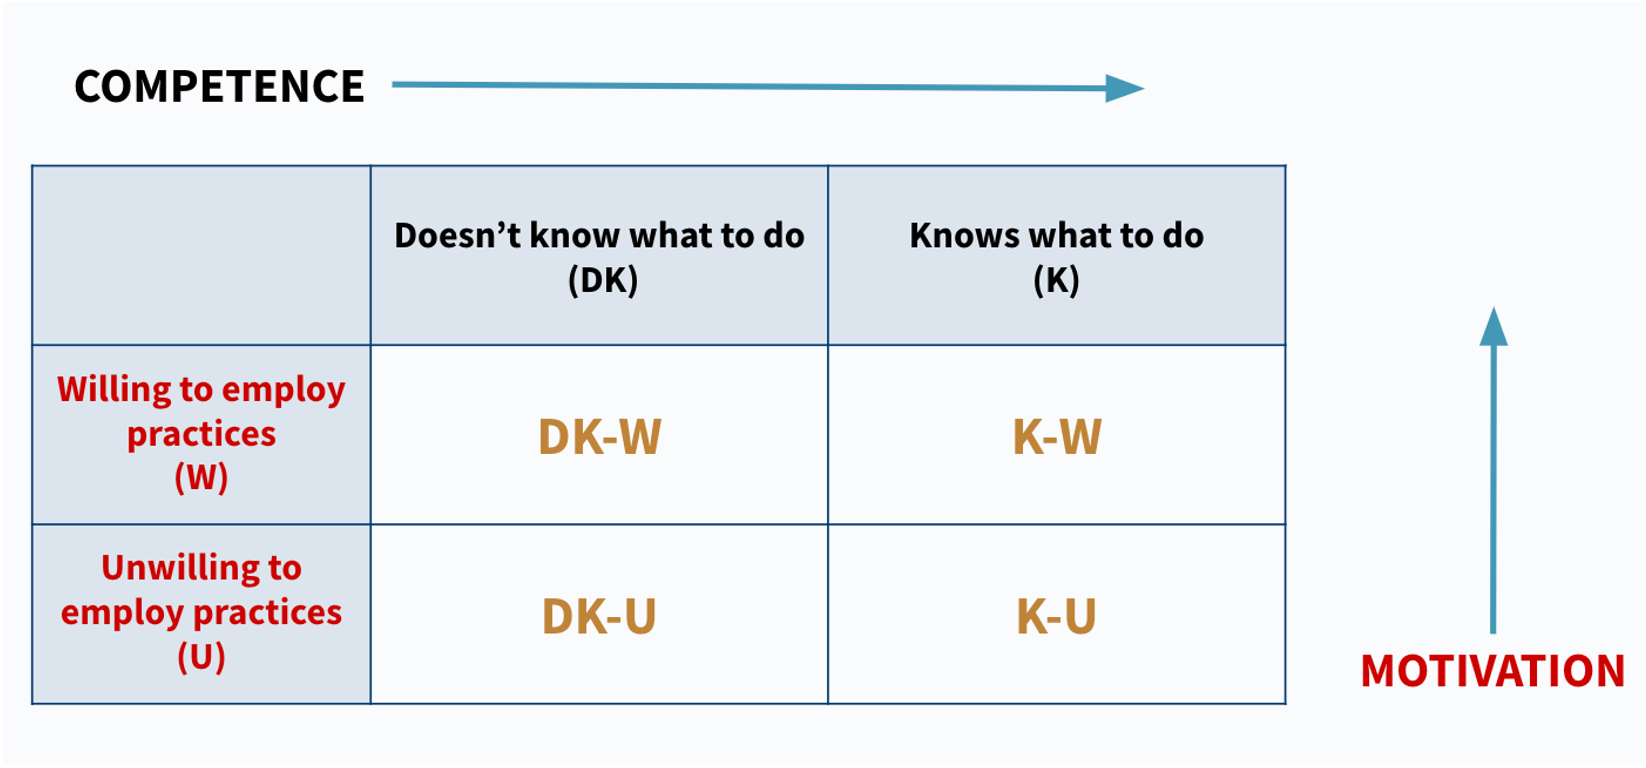 COMPETENCE
Doesn’t know what to do
(DK)
Knows what to do
(K)
Willing to employ
practices
(W)
DK-W
K-W
Unwilling to
employ practices
(U)
DK-U
K-U
MOTIVATION